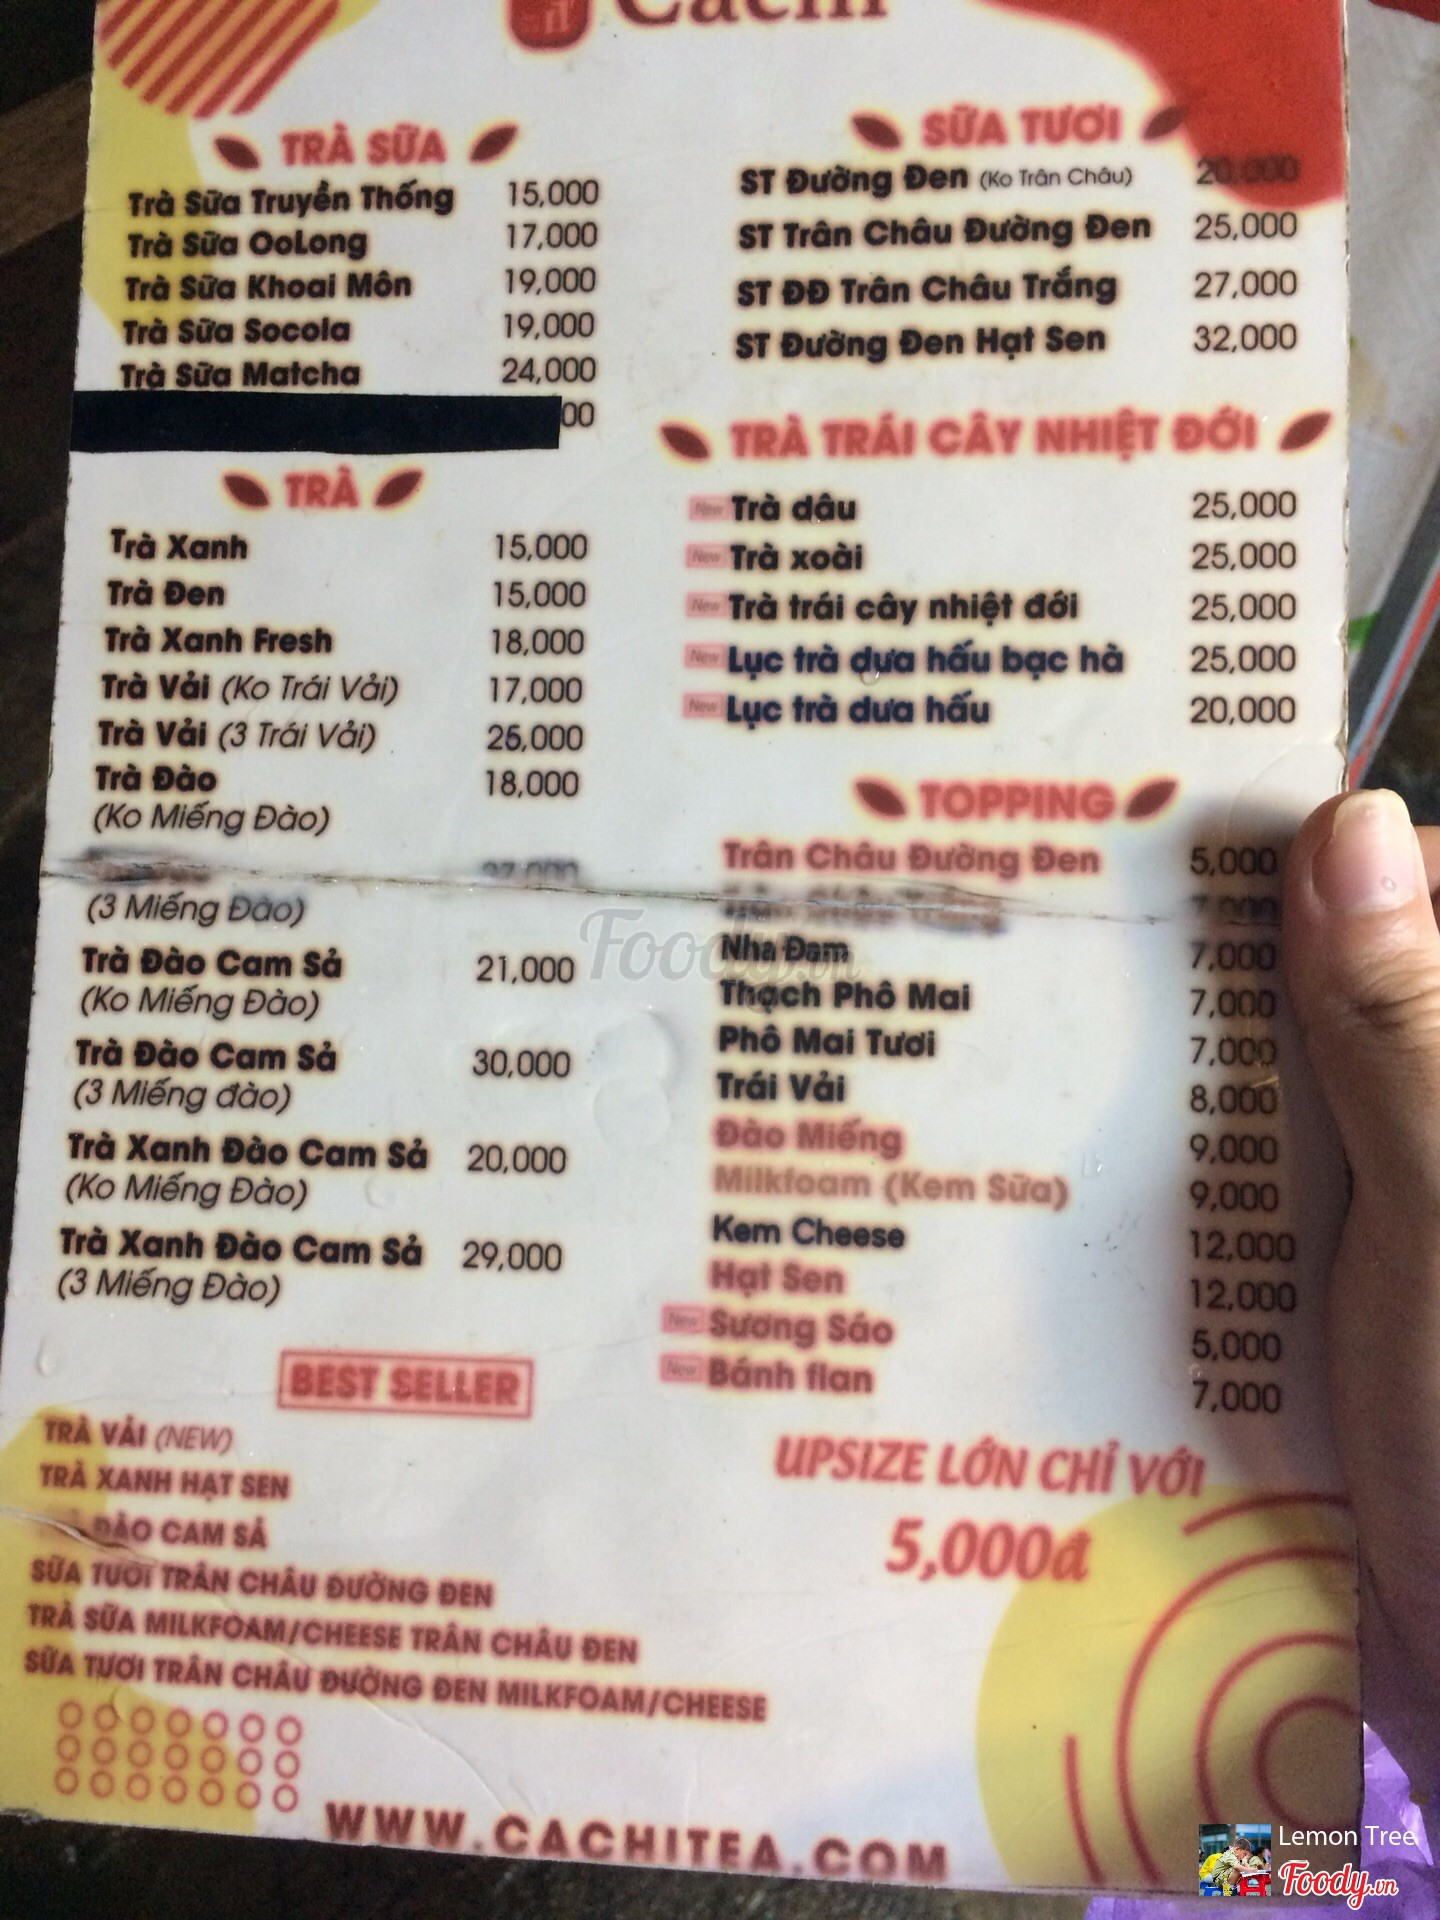 Cachi
TRÀ SỮA
Trà Sữa Truyền Thống 15,000
Trà Sữa OoLong 17,000
Trà Sữa Khoai Môn 19,000
Trà Sữa Socola 19,000
Trà Sữa Matcha 24,000
00
TRÀ
Trà Xanh 15,000
Trà Đen 15,000
Trà Xanh Fresh 18,000
Trà Vải (Ko Trái Vải) 17,000
Trà Vải (3 Trái Vải) 25,000
Trà Đào 18,000
(Ko Miếng Đào)
27,000
(3 Miếng Đào)
Trà Đào Cam Sả 21,000
(Ko Miếng Đào)
Trà Đào Cam Sả 30,000
(3 Miếng đào)
Trà Xanh Đào Cam Sả 20,000
(Ko Miếng Đào)
Trà Xanh Đào Cam Sả 29,000
(3 Miếng Đào)
BEST SELLER
TRÀ VẢI (NEW)
TRÀ XANH HẠT SEN
ĐÀO CAM SẢ
SỮA TƯƠI TRÂN CHÂU ĐƯỜNG ĐEN
TRÀ SỮA MILKFOAM/CHEESE TRÂN CHÂU ĐEN
SỮA TƯƠI TRÂN CHÂU ĐƯỜNG ĐEN MILKFOAM/CHEESE
SỮA TƯƠI
ST Đường Đen (Ko Trân Châu) 20,000
ST Trân Châu Đường Đen 25,000
ST ĐĐ Trân Châu Trắng 27,000
ST Đường Đen Hạt Sen 32,000
TRÀ TRÁI CÂY NHIỆT ĐỚI
New Trà dâu 25,000
New Trà xoài 25,000
New Trà trái cây nhiệt đới 25,000
New Lục trà dưa hấu bạc hà 25,000
New Lục trà dưa hấu 20,000
TOPPING
Trân Châu Đường Đen 5,000
7,000
Nha Đam 7,000
Thạch Phô Mai 7,000
Phô Mai Tươi 7,000
Trái Vải 8,000
Đào Miếng 9,000
Milkfoam (Kem Sữa) 9,000
Kem Cheese 12,000
Hạt Sen 12,000
New Sương Sáo 5,000
New Bánh flan 7,000
UPSIZE LỚN CHỈ VỚI
5,000đ
WWW.CACHITEA.COM
Foody.vn
Lemon Tree
Foody.vn